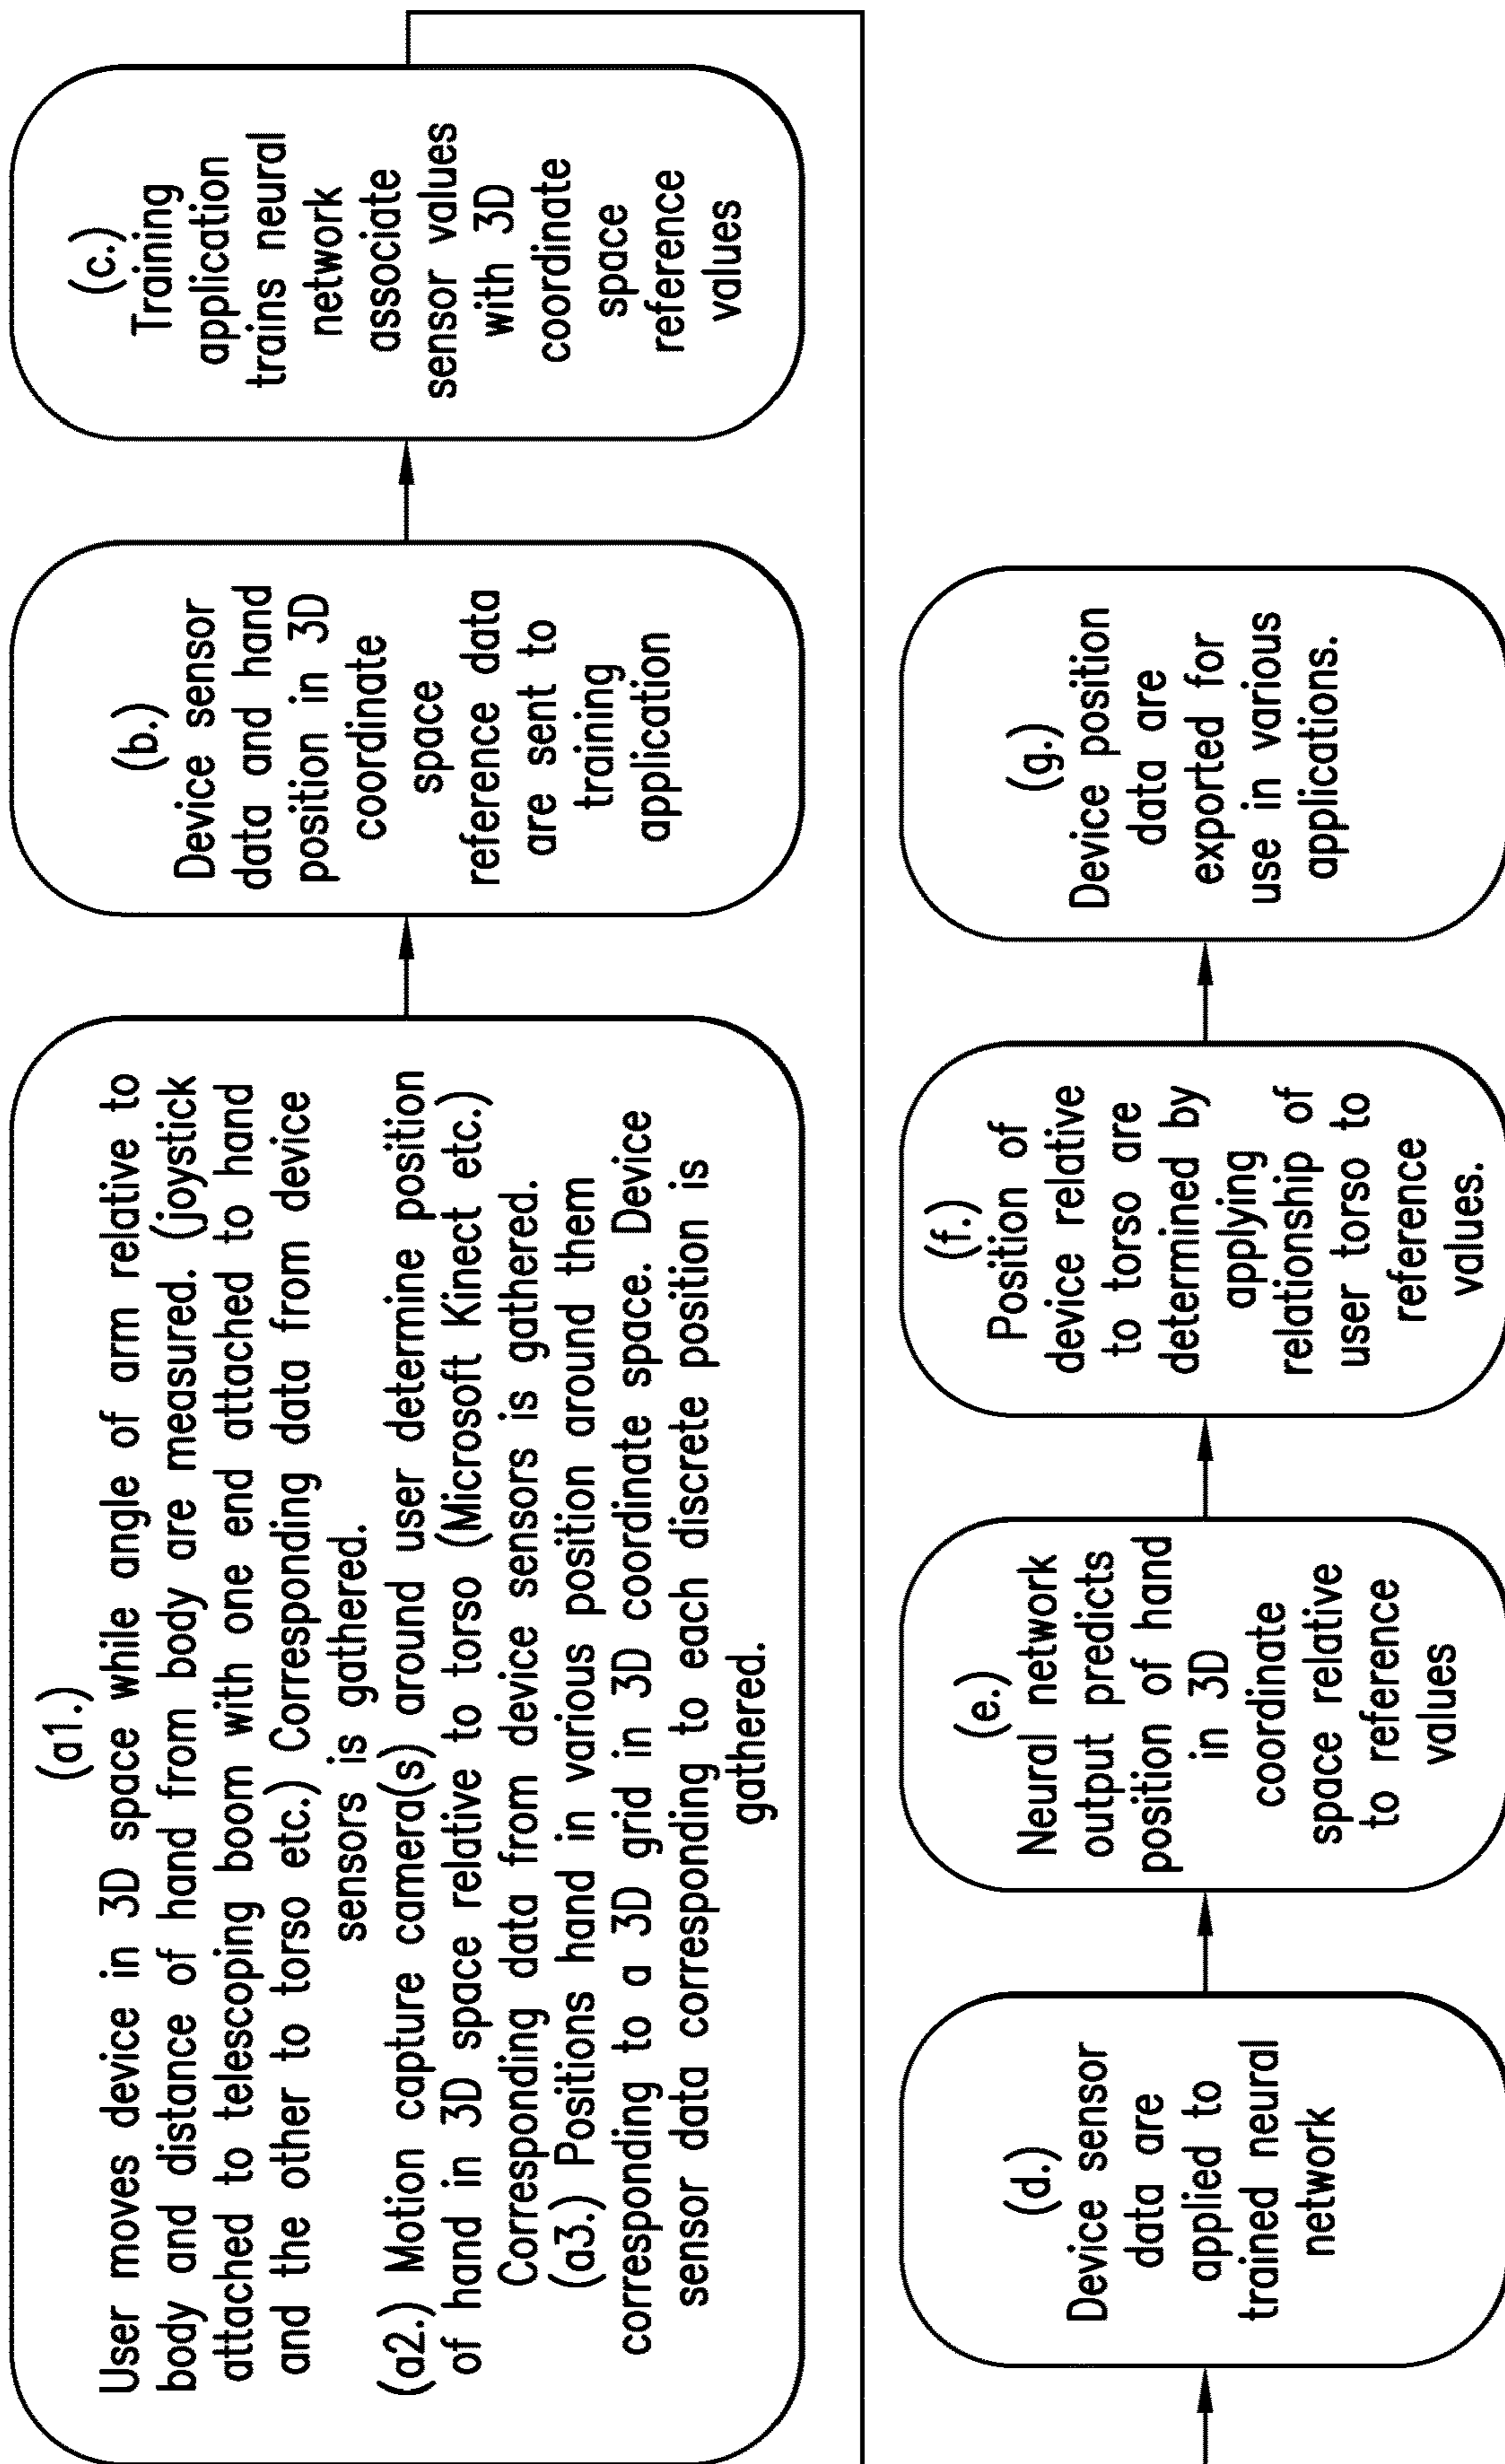 (a1.)
User moves device in 3D space while angle of arm relative to
body and distance of hand from body are measured. (joystick
attached to telescoping boom with one end attached to hand
and the other to torso etc.) Corresponding data from device
sensors is gathered.
(a2.) Motion capture camera(s) around user determine position
of hand in 3D space relative to torso (Microsoft Kinect etc.)
Corresponding data from device sensors is gathered.
(a3.) Positions hand in various position around them
corresponding to a 3D grid in 3D coordinate space. Device
sensor data corresponding to each discrete position is
gathered.
(b.)
Device sensor
data and hand
position in 3D
coordinate
space
reference data
are sent to
training
application
(c.)
Training
application
trains neural
network
associate
sensor values
with 3D
coordinate
space
reference
values
(d.)
Device sensor
data are
applied to
trained neural
network
(e.)
Neural network
output predicts
position of hand
in 3D
coordinate
space relative
to reference
values
(f.)
Position of
device relative
to torso are
determined by
applying
relationship of
user torso to
reference
values.
(g.)
Device position
data are
exported for
use in various
applications.